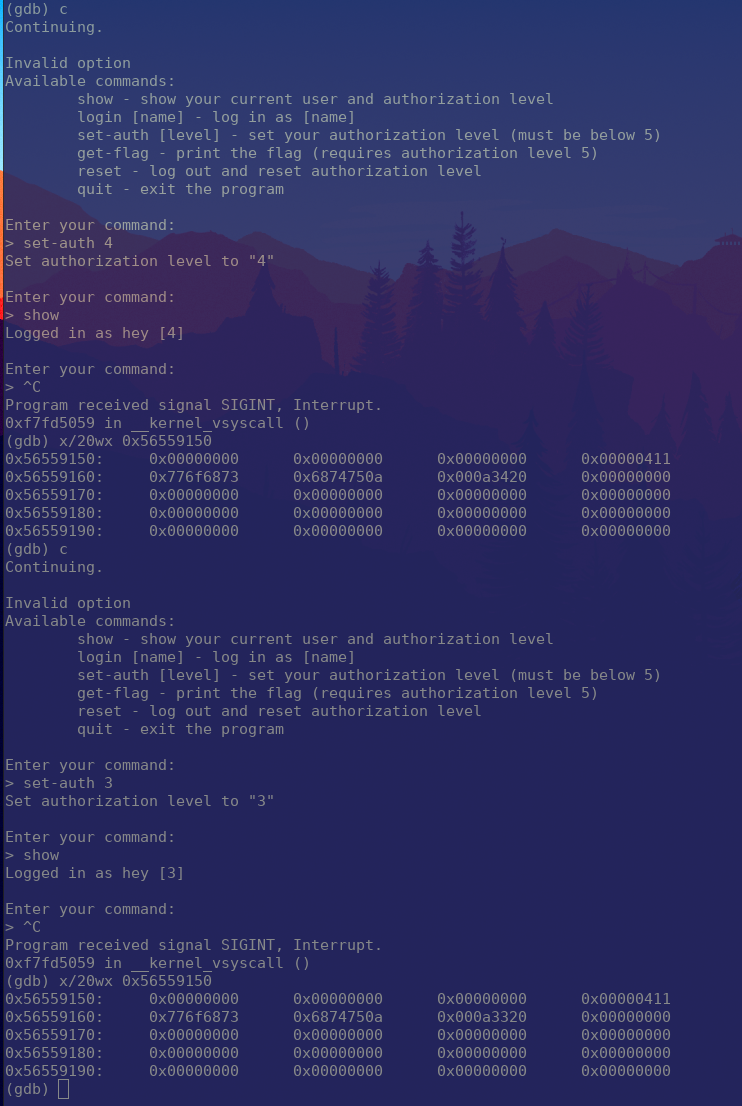 (gdb) c
Continuing.
Invalid option
Available commands:
show - show your current user and authorization level
login [name] - log in as [name]
set-auth [level] - set your authorization level (must be below 5)
get-flag - print the flag (requires authorization level 5)
reset - log out and reset authorization level
quit - exit the program
Enter your command:
> set-auth 4
Set authorization level to "4"
Enter your command:
> show
Logged in as hey [4]
Enter your command:
> ^C
Program received signal SIGINT, Interrupt.
0xf7fd5059 in __kernel_vsyscall ()
(gdb) x/20wx 0x56559150
0x56559150: 0x00000000 0x00000000 0x00000000 0x00000411
0x56559160: 0x776f6873 0x6874750a 0x000a3420 0x00000000
0x56559170: 0x00000000 0x00000000 0x00000000 0x00000000
0x56559180: 0x00000000 0x00000000 0x00000000 0x00000000
0x56559190: 0x00000000 0x00000000 0x00000000 0x00000000
(gdb) c
Continuing.
Invalid option
Available commands:
show - show your current user and authorization level
login [name] - log in as [name]
set-auth [level] - set your authorization level (must be below 5)
get-flag - print the flag (requires authorization level 5)
reset - log out and reset authorization level
quit - exit the program
Enter your command:
> set-auth 3
Set authorization level to "3"
Enter your command:
> show
Logged in as hey [3]
Enter your command:
> ^C
Program received signal SIGINT, Interrupt.
0xf7fd5059 in __kernel_vsyscall ()
(gdb) x/20wx 0x56559150
0x56559150: 0x00000000 0x00000000 0x00000000 0x00000411
0x56559160: 0x776f6873 0x6874750a 0x000a3320 0x00000000
0x56559170: 0x00000000 0x00000000 0x00000000 0x00000000
0x56559180: 0x00000000 0x00000000 0x00000000 0x00000000
0x56559190: 0x00000000 0x00000000 0x00000000 0x00000000
(gdb)